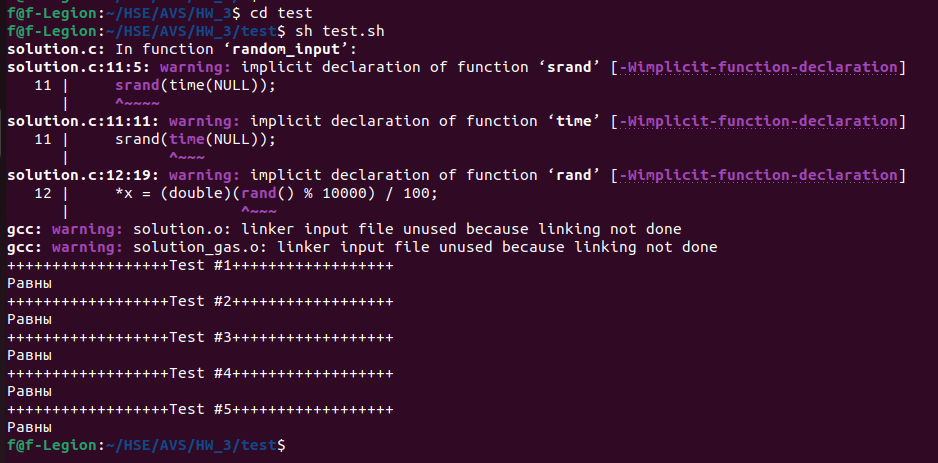 f@f-Legion:~/HSE/AVS/HW_3$ cd test
f@f-Legion:~/HSE/AVS/HW_3/test$ sh test.sh
solution.c: In function ‘random_input’:
solution.c:11:5: warning: implicit declaration of function ‘srand’ [-Wimplicit-function-declaration]
   11 |     srand(time(NULL));
      |     ^~~~~
solution.c:11:11: warning: implicit declaration of function ‘time’ [-Wimplicit-function-declaration]
   11 |     srand(time(NULL));
      |           ^~~~
solution.c:12:19: warning: implicit declaration of function ‘rand’ [-Wimplicit-function-declaration]
   12 |     *x = (double)(rand() % 10000) / 100;
      |                   ^~~~
gcc: warning: solution.o: linker input file unused because linking not done
gcc: warning: solution_gas.o: linker input file unused because linking not done
++++++++++++++++++Test #1++++++++++++++++++
Равны
++++++++++++++++++Test #2++++++++++++++++++
Равны
++++++++++++++++++Test #3++++++++++++++++++
Равны
++++++++++++++++++Test #4++++++++++++++++++
Равны
++++++++++++++++++Test #5++++++++++++++++++
Равны
f@f-Legion:~/HSE/AVS/HW_3/test$